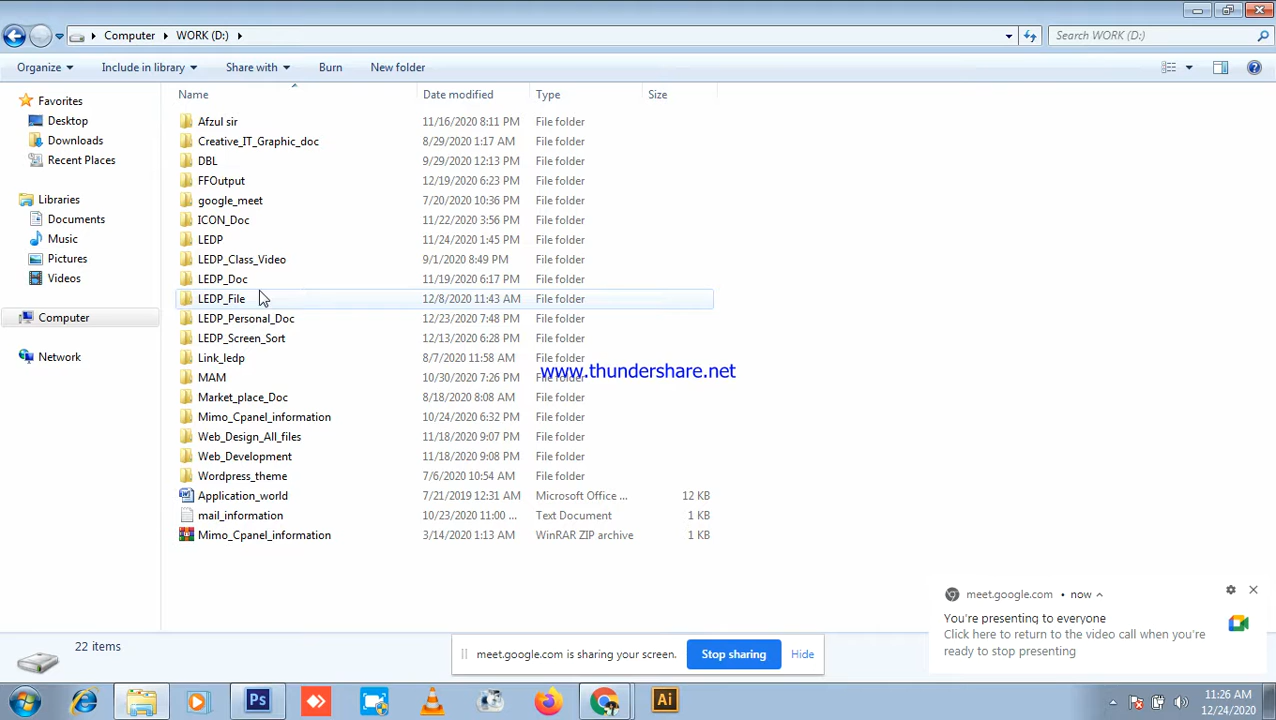 Computer WORK (D:) Search WORK (D:)
Organize Include in library Share with Burn New folder
Name Date modified Type Size
Favorites
Desktop
Downloads
Recent Places
Libraries
Documents
Music
Pictures
Videos
Computer
Network
Afzul sir 11/16/2020 8:11 PM File folder
Creative_IT_Graphic_doc 8/29/2020 1:17 AM File folder
DBL 9/29/2020 12:13 PM File folder
FFOutput 12/19/2020 6:23 PM File folder
google_meet 7/20/2020 10:36 PM File folder
ICON_Doc 11/22/2020 3:56 PM File folder
LEDP 11/24/2020 1:45 PM File folder
LEDP_Class_Video 9/1/2020 8:49 PM File folder
LEDP_Doc 11/19/2020 6:17 PM File folder
LEDP_File 12/8/2020 11:43 AM File folder
LEDP_Personal_Doc 12/23/2020 7:48 PM File folder
LEDP_Screen_Sort 12/13/2020 6:28 PM File folder
Link_ledp 8/7/2020 11:58 AM File folder
www.thundershare.net
MAM 10/30/2020 7:26 PM File folder
Market_place_Doc 8/18/2020 8:08 AM File folder
Mimo_Cpanel_information 10/24/2020 6:32 PM File folder
Web_Design_All_files 11/18/2020 9:07 PM File folder
Web_Development 11/18/2020 9:08 PM File folder
Wordpress_theme 7/6/2020 10:54 AM File folder
Application_world 7/21/2019 12:31 AM Microsoft Office ... 12 KB
mail_information 10/23/2020 11:00 ... Text Document 1 KB
Mimo_Cpanel_information 3/14/2020 1:13 AM WinRAR ZIP archive 1 KB
meet.google.com • now
You're presenting to everyone
Click here to return to the video call when you're
ready to stop presenting
22 items
meet.google.com is sharing your screen. Stop sharing Hide
Ps Ai
11:26 AM
12/24/2020